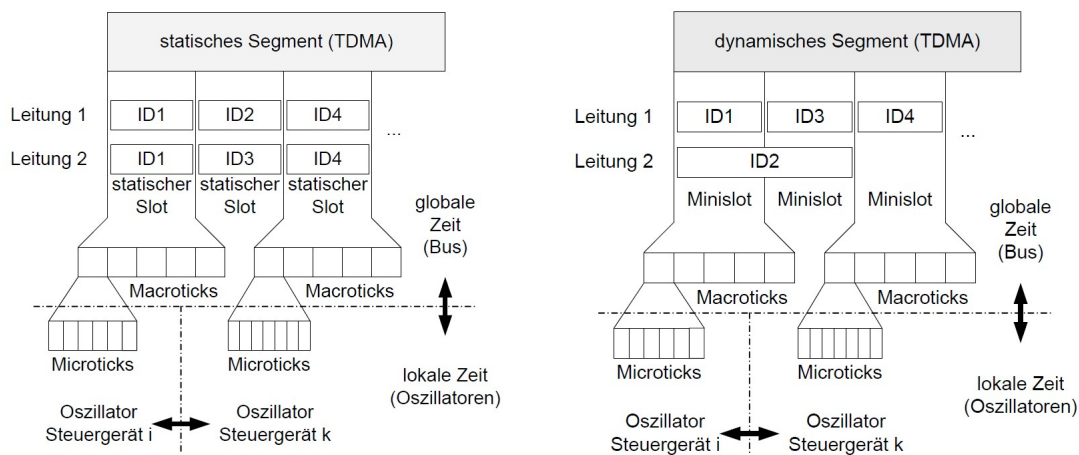 statisches Segment (TDMA)
Leitung 1
ID1
ID2
ID4
...
Leitung 2
ID1
ID3
ID4
statischer
Slot
statischer
Slot
statischer
Slot
globale
Zeit
(Bus)
Macroticks
Macroticks
Microticks
Microticks
lokale Zeit
(Oszillatoren)
Oszillator
Steuergerät i
Oszillator
Steuergerät k
dynamisches Segment (TDMA)
Leitung 1
ID1
ID3
ID4
...
Leitung 2
ID2
Minislot
Minislot
Minislot
globale
Zeit
(Bus)
Macroticks
Macroticks
Microticks
Microticks
lokale Zeit
(Oszillatoren)
Oszillator
Steuergerät i
Oszillator
Steuergerät k